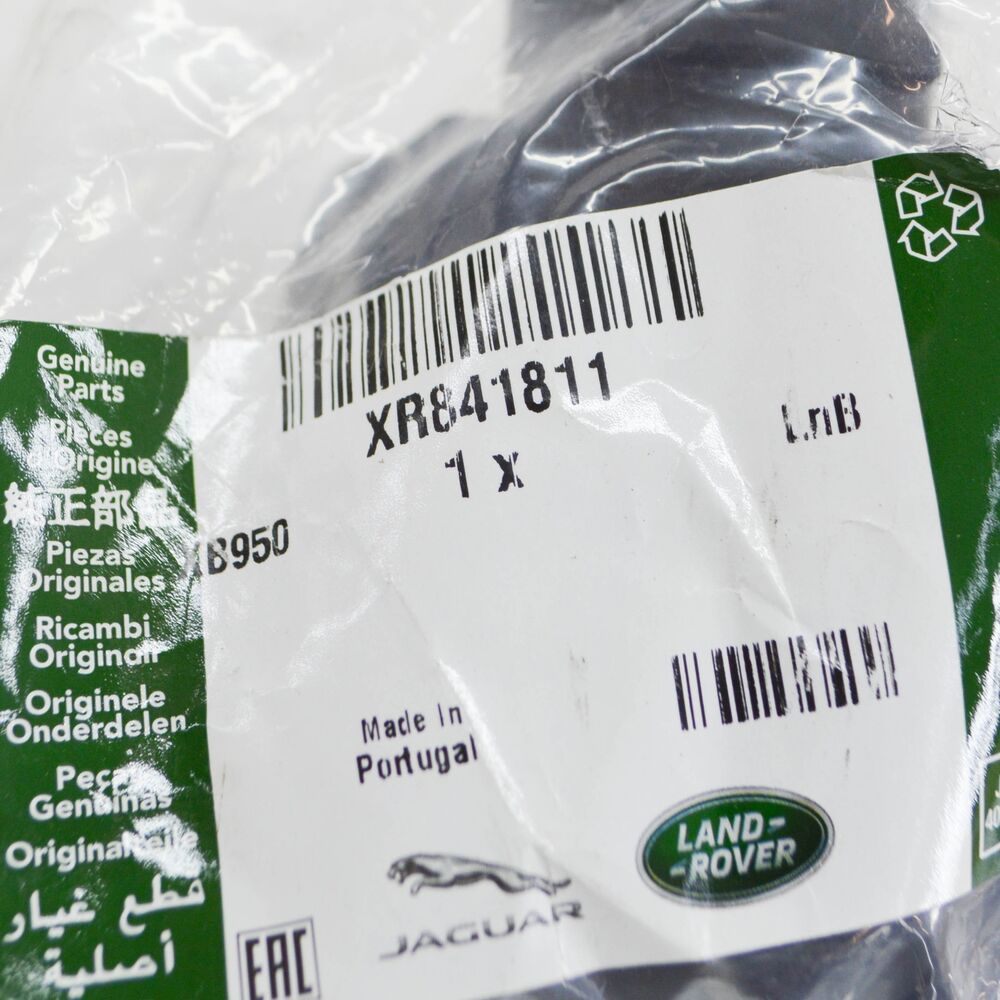 XR841811
1 x
LnB
XB950
Genuine
Parts
Pièces
Origine
純正部品
Piezas
Originales
Ricambi
Originali
Originele
Onderdelen
Peças
Genuínas
Originalteile
قطع غيار
أصلية
Made In
Portugal
LAND-
-ROVER
JAGUAR
EAC